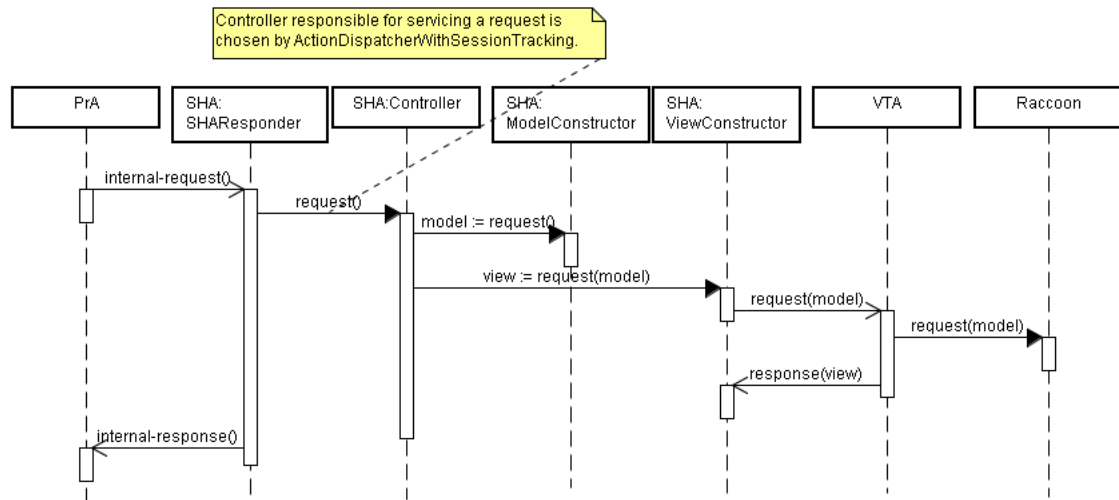 Controller responsible for servicing a request is
chosen by ActionDispatcherWithSessionTracking.
PrA
SHA:
SHAResponder
SHA:Controller
SHA:
ModelConstructor
SHA:
ViewConstructor
VTA
Raccoon
internal-request()
request()
model := request()
view := request(model)
request(model)
request(model)
response(view)
internal-response()